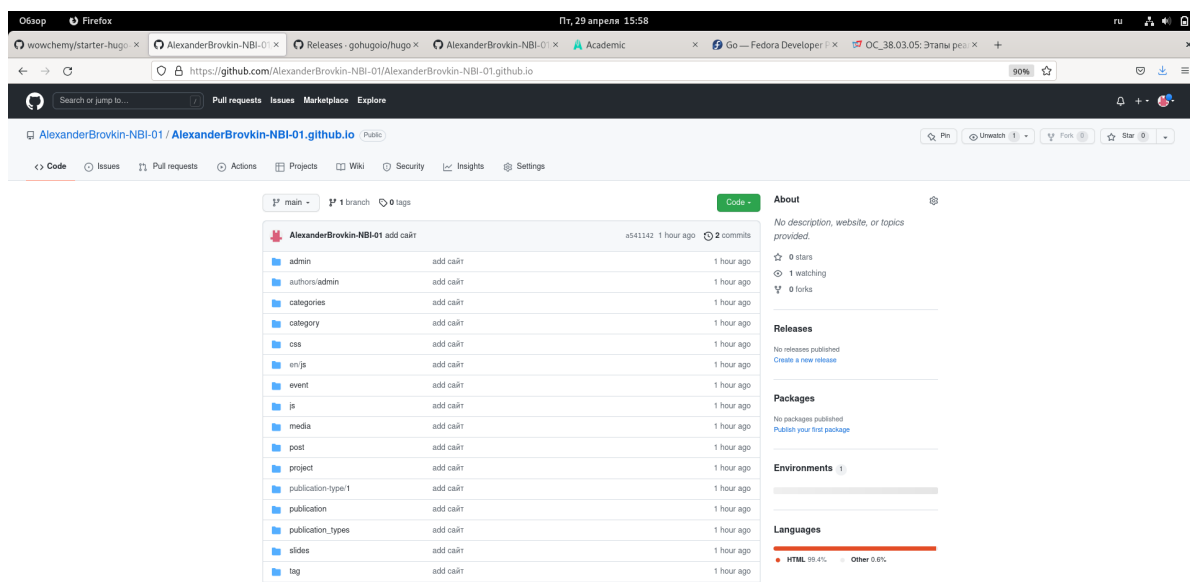 Обзор Firefox Пт, 29 апреля 15:58 ru
wowchemy/starter-hugo- AlexanderBrovkin-NBI-01 Releases · gohugoio/hugo AlexanderBrovkin-NBI-01 Academic Go — Fedora Developer P ОС_38.03.05: Этапы реа
https://github.com/AlexanderBrovkin-NBI-01/AlexanderBrovkin-NBI-01.github.io 90%
Search or jump to... / Pull requests Issues Marketplace Explore
AlexanderBrovkin-NBI-01 / AlexanderBrovkin-NBI-01.github.io Public Pin Unwatch 1 Fork 0 Star 0
Code Issues Pull requests Actions Projects Wiki Security Insights Settings
main 1 branch 0 tags Code
AlexanderBrovkin-NBI-01 add сайт a541142 1 hour ago 2 commits
admin add сайт 1 hour ago
authors/admin add сайт 1 hour ago
categories add сайт 1 hour ago
category add сайт 1 hour ago
css add сайт 1 hour ago
en/js add сайт 1 hour ago
event add сайт 1 hour ago
js add сайт 1 hour ago
media add сайт 1 hour ago
post add сайт 1 hour ago
project add сайт 1 hour ago
publication-type/1 add сайт 1 hour ago
publication add сайт 1 hour ago
publication_types add сайт 1 hour ago
slides add сайт 1 hour ago
tag add сайт 1 hour ago
About
No description, website, or topics
provided.
0 stars
1 watching
0 forks
Releases
No releases published
Create a new release
Packages
No packages published
Publish your first package
Environments 1
Languages
HTML 99.4% Other 0.6%